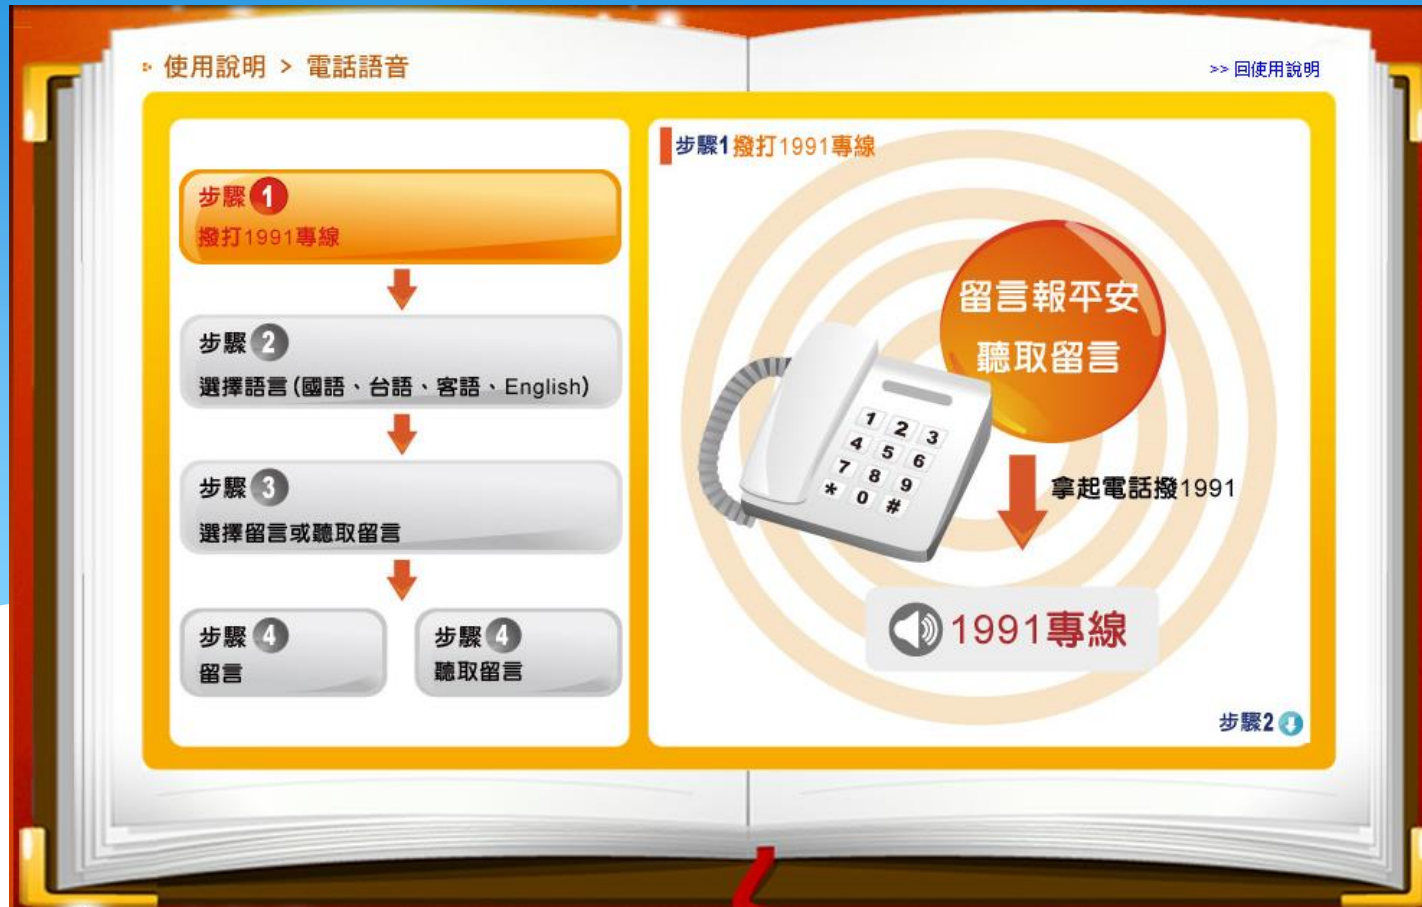 使用說明 > 電話語音
>> 回使用說明
步驟 1
撥打1991專線
步驟 2
選擇語言(國語、台語、客語、English)
步驟 3
選擇留言或聽取留言
步驟 4
留言
步驟 4
聽取留言
步驟1 撥打1991專線
留言報平安
聽取留言
1 2 3
4 5 6
7 8 9
* 0 #
拿起電話撥1991
1991專線
步驟2